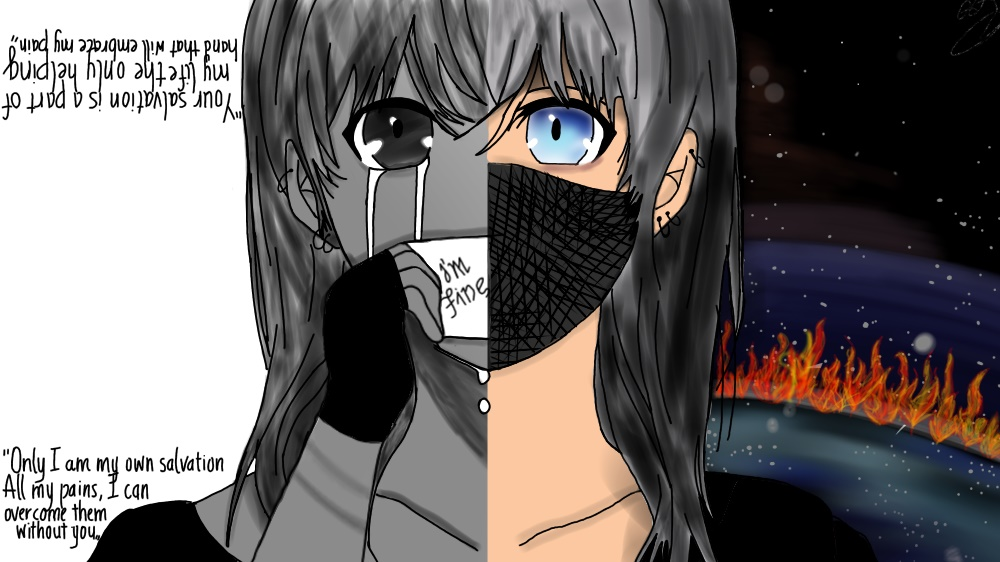 "Your salvation is a part of
my life the only helping
hand that will embrate my pain"
I'm
fine
"Only I am my own salvation
All my pains, I can
overcome them
without you"